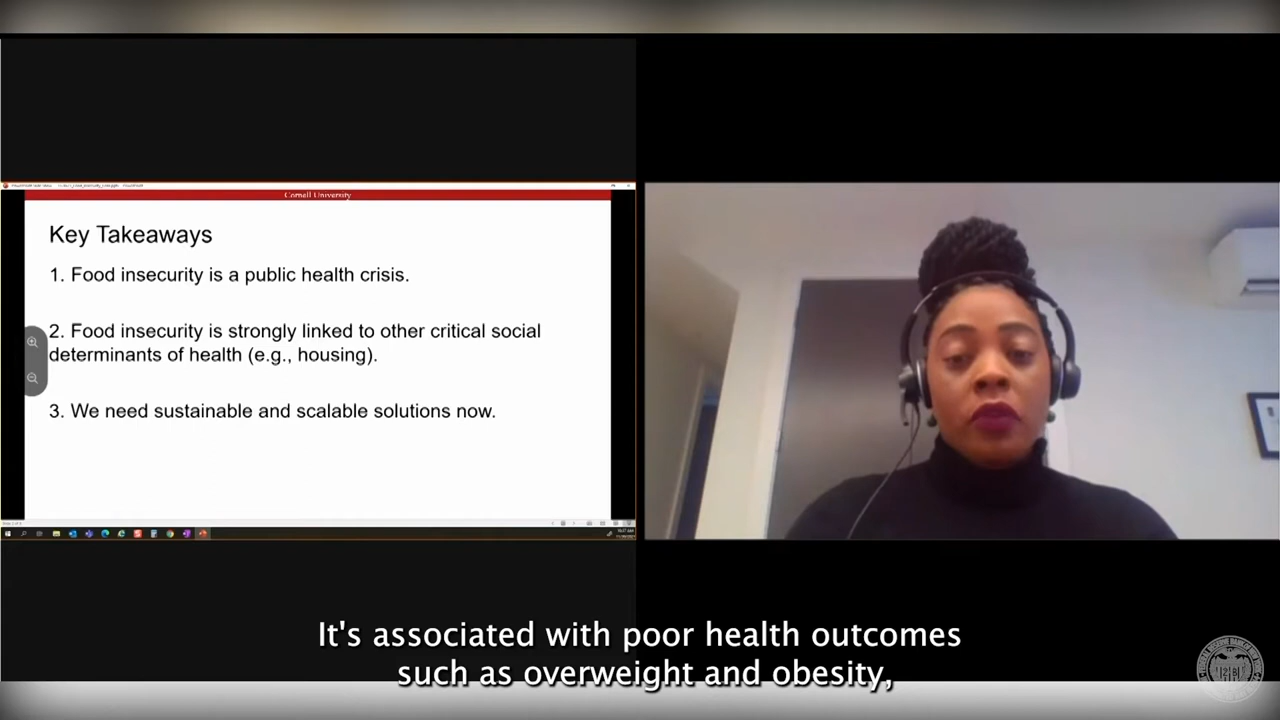 Cornell University
Key Takeaways
1. Food insecurity is a public health crisis.
2. Food insecurity is strongly linked to other critical social
determinants of health (e.g., housing).
3. We need sustainable and scalable solutions now.
It's associated with poor health outcomes
such as overweight and obesity,